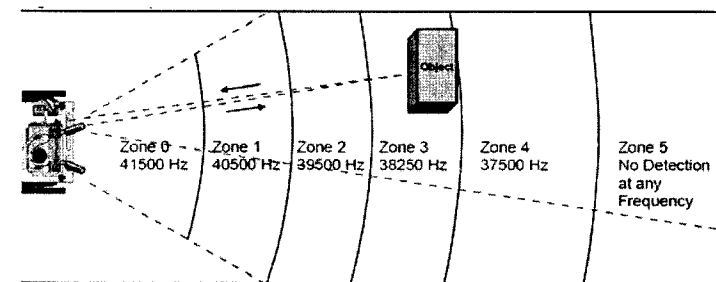 Object
Zone 0
41500 Hz
Zone 1
40500 Hz
Zone 2
39500 Hz
Zone 3
38250 Hz
Zone 4
37500 Hz
Zone 5
No Detection
at any
Frequency